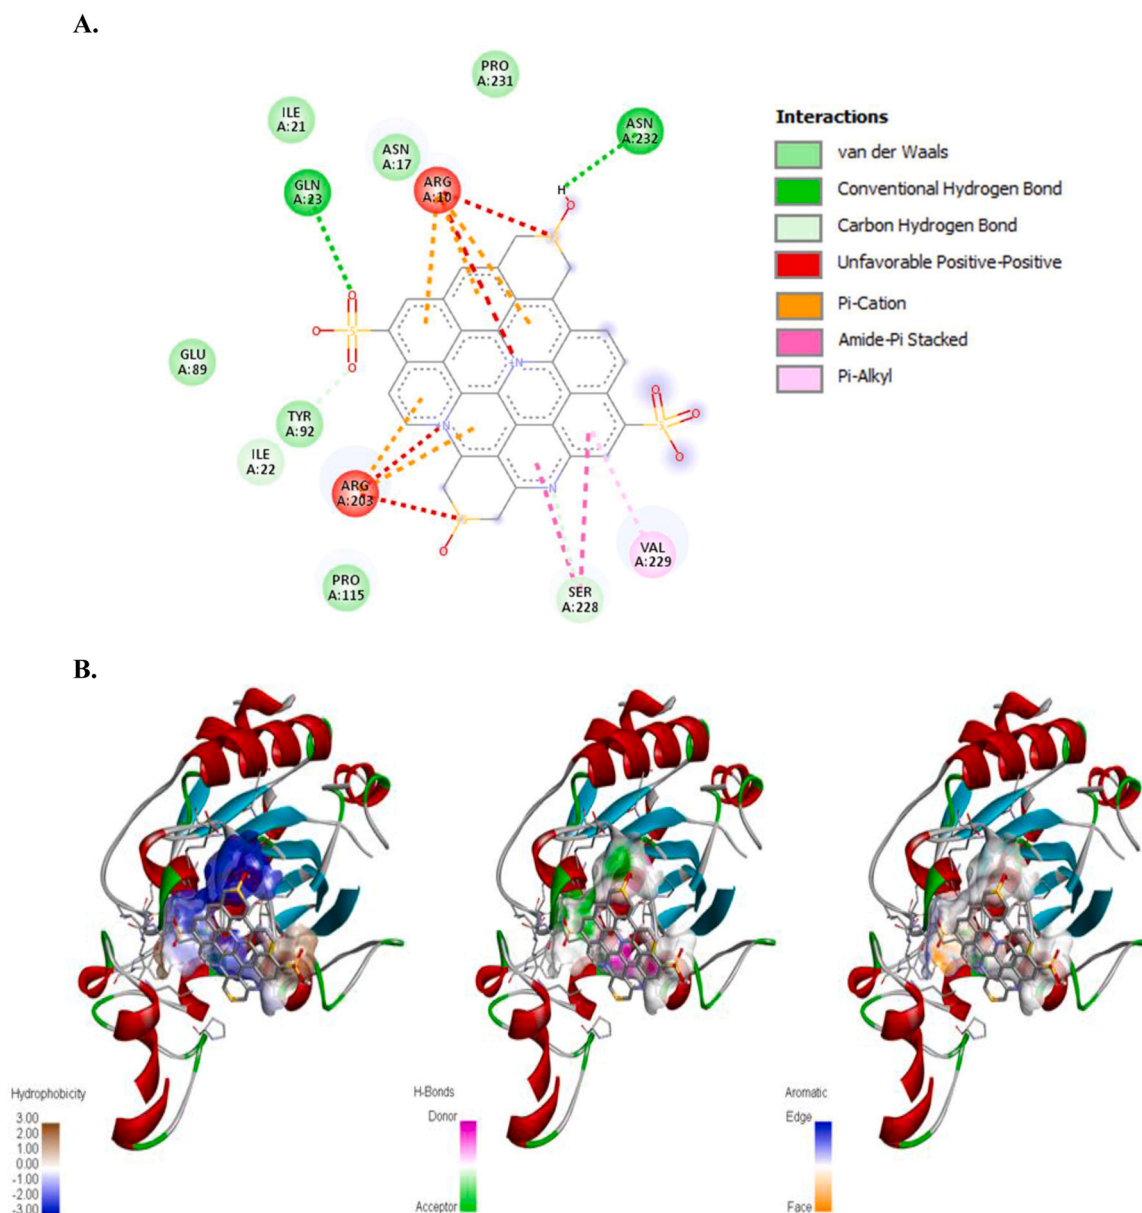 A.
PRO
A:231
ILE
A:21
ASN
A:232
ASN
A:17
GLN
A:23
ARG
A:10
H
O
S
O
O
S
O
N
GLU
A:89
TYR
A:92
N
O
O
S
O
ILE
A:22
ARG
A:203
N
S
O
VAL
A:229
PRO
A:115
SER
A:228
Interactions
van der Waals
Conventional Hydrogen Bond
Carbon Hydrogen Bond
Unfavorable Positive-Positive
Pi-Cation
Amide-Pi Stacked
Pi-Alkyl
B.
Hydrophobicity
3.00
2.00
1.00
0.00
-1.00
-2.00
-3.00
H-Bonds
Donor
Acceptor
Aromatic
Edge
Face